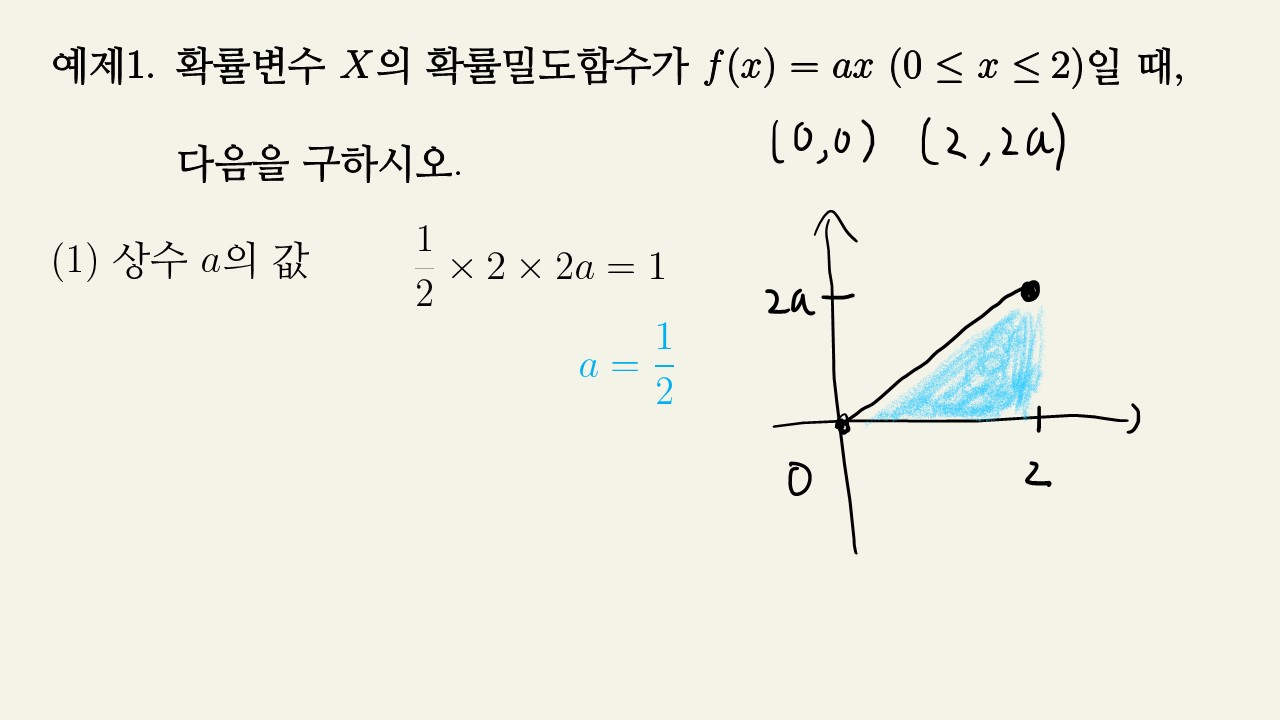 예제1. 확률변수 X의 확률밀도함수가 f(x) = ax (0 ≤ x ≤ 2)일 때,
다음을 구하시오.
(0,0) (2,2a)
(1) 상수 a의 값
1/2 × 2 × 2a = 1
a = 1/2
2a
0
2